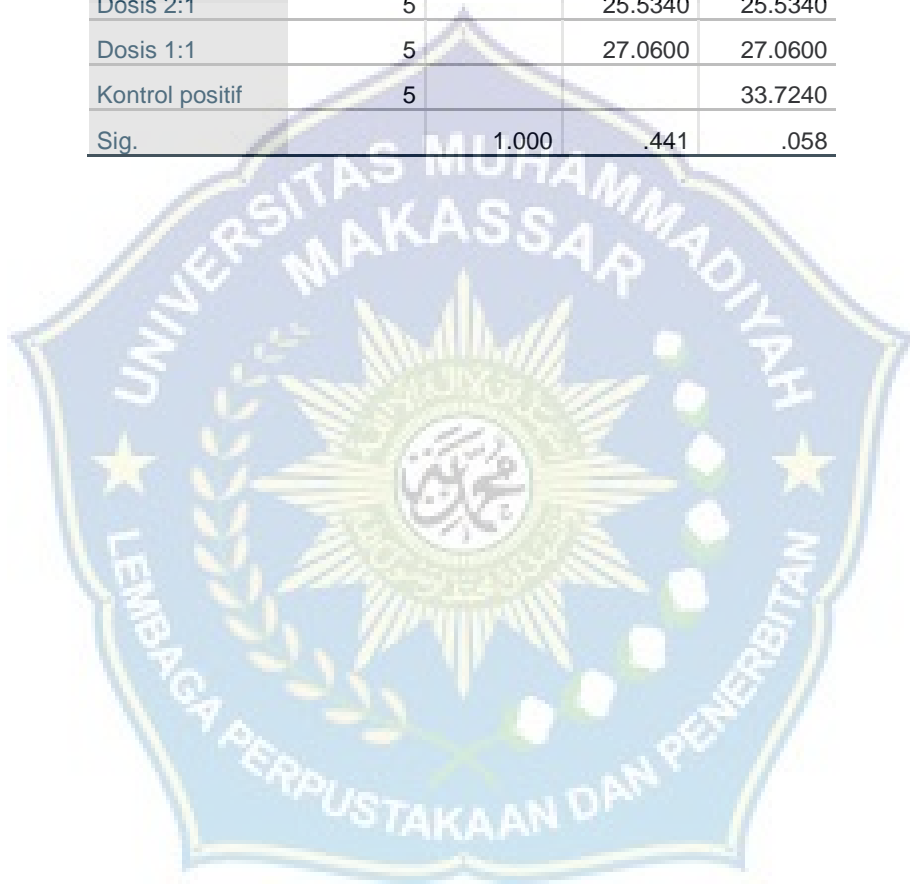 Dosis 2:1 5 25.5340 25.5340
Dosis 1:1 5 27.0600 27.0600
Kontrol positif 5 33.7240
Sig. 1.000 .441 .058
UNIVERSITAS MUHAMMADIYAH
MAKASSAR
محمدية
LEMBAGA PERPUSTAKAAN DAN PENERBITAN